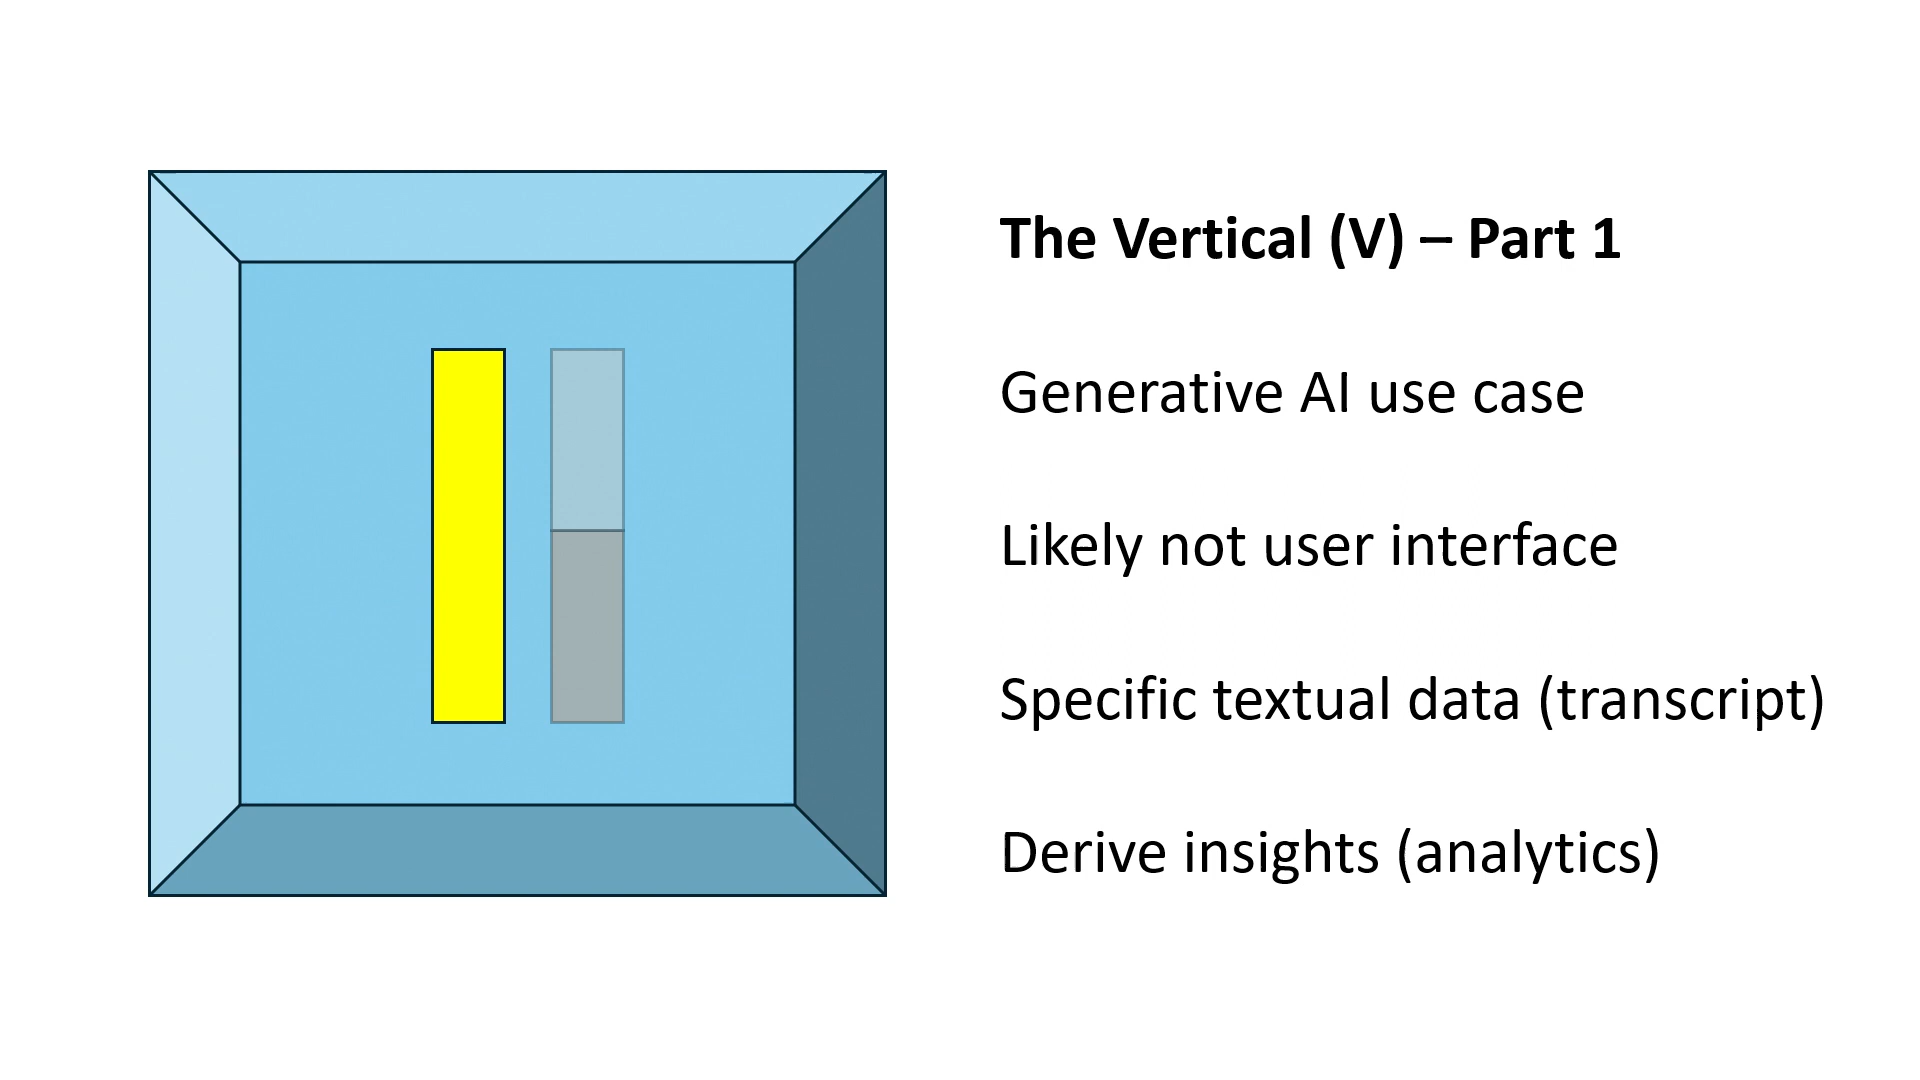 The Vertical (V) – Part 1
Generative AI use case
Likely not user interface
Specific textual data (transcript)
Derive insights (analytics)